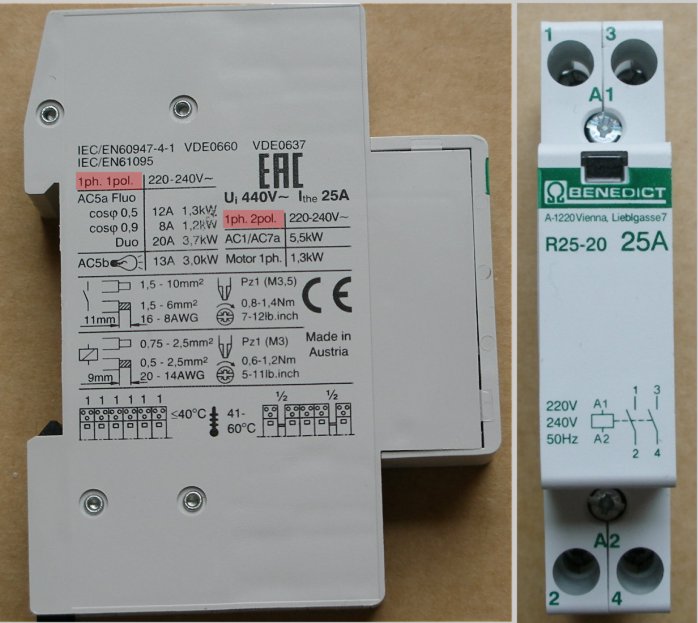 IEC/EN60947-4-1 VDE0660 VDE0637
IEC/EN61095
1ph. 1pol. 220-240V~
AC5a Fluo
cosφ 0,5 12A 1,3kW
cosφ 0,9 8A 1,2kW
Duo 20A 3,7kW
AC5b 13A 3,0kW
EAC
Ui 440V~ Ithe 25A
1ph. 2pol. 220-240V~
AC1/AC7a 5,5kW
Motor 1ph. 1,3kW
1,5 - 10mm² Pz1 (M3,5)
1,5 - 6mm² 0,8-1,4Nm
11mm 16 - 8AWG 7-12lb.inch
CE
0,75 - 2,5mm² Pz1 (M3)
0,5 - 2,5mm² 0,6-1,2Nm
9mm 20 - 14AWG 5-11lb.inch
Made in
Austria
1 1 1 1 1 1 ≤40°C 41-
60°C ½ ½
1 3
A1
BENEDICT
A-1220Vienna, Lieblgasse7
R25-20 25A
1 3
220V A1
240V
50Hz A2
2 4
A2
2 4